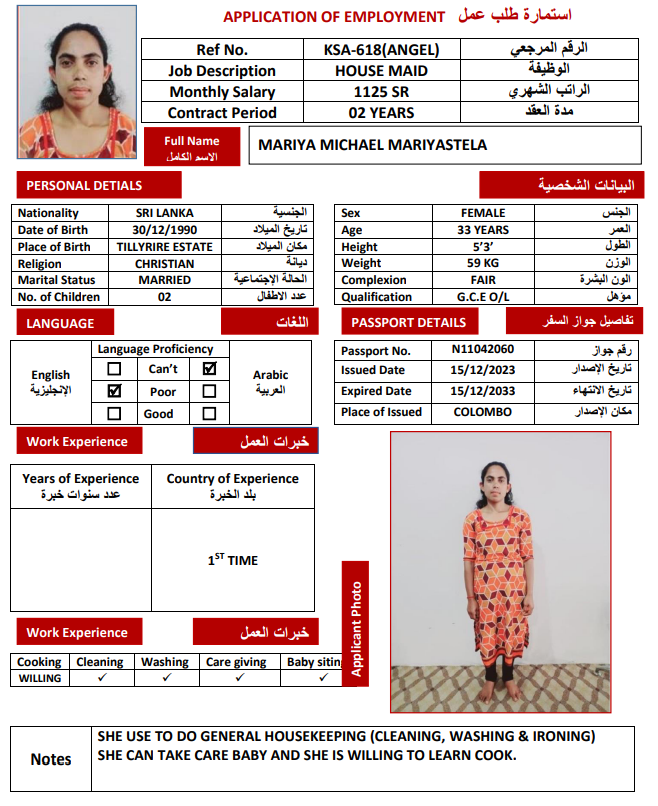 APPLICATION OF EMPLOYMENT استمارة طلب عمل
Ref No. KSA-618(ANGEL) الرقم المرجعي
Job Description HOUSE MAID الوظيفة
Monthly Salary 1125 SR الراتب الشهري
Contract Period 02 YEARS مدة العقد
Full Name
الاسم الكامل
MARIYA MICHAEL MARIYASTELA
PERSONAL DETIALS
البيانات الشخصية
Nationality SRI LANKA الجنسية
Date of Birth 30/12/1990 تاريخ الميلاد
Place of Birth TILLYRIRE ESTATE مكان الميلاد
Religion CHRISTIAN ديانة
Marital Status MARRIED الحالة الإجتماعية
No. of Children 02 عدد الاطفال
Sex FEMALE الجنس
Age 33 YEARS العمر
Height 5'3' الطول
Weight 59 KG الوزن
Complexion FAIR الون البشرة
Qualification G.C.E O/L مؤهل
LANGUAGE اللغات
Language Proficiency
English
الإنجليزية
Can't
Poor
Good
Arabic
العربية
PASSPORT DETAILS تفاصيل جواز السفر
Passport No. N11042060 رقم جواز
Issued Date 15/12/2023 تاريخ الإصدار
Expired Date 15/12/2033 تاريخ الانتهاء
Place of Issued COLOMBO مكان الإصدار
Work Experience خبرات العمل
Years of Experience Country of Experience
عدد سنوات خبرة بلد الخبرة
1ST TIME
Work Experience خبرات العمل
Cooking Cleaning Washing Care giving Baby siting
WILLING ✓ ✓ ✓ ✓
Applicant Photo
Notes
SHE USE TO DO GENERAL HOUSEKEEPING (CLEANING, WASHING & IRONING)
SHE CAN TAKE CARE BABY AND SHE IS WILLING TO LEARN COOK.